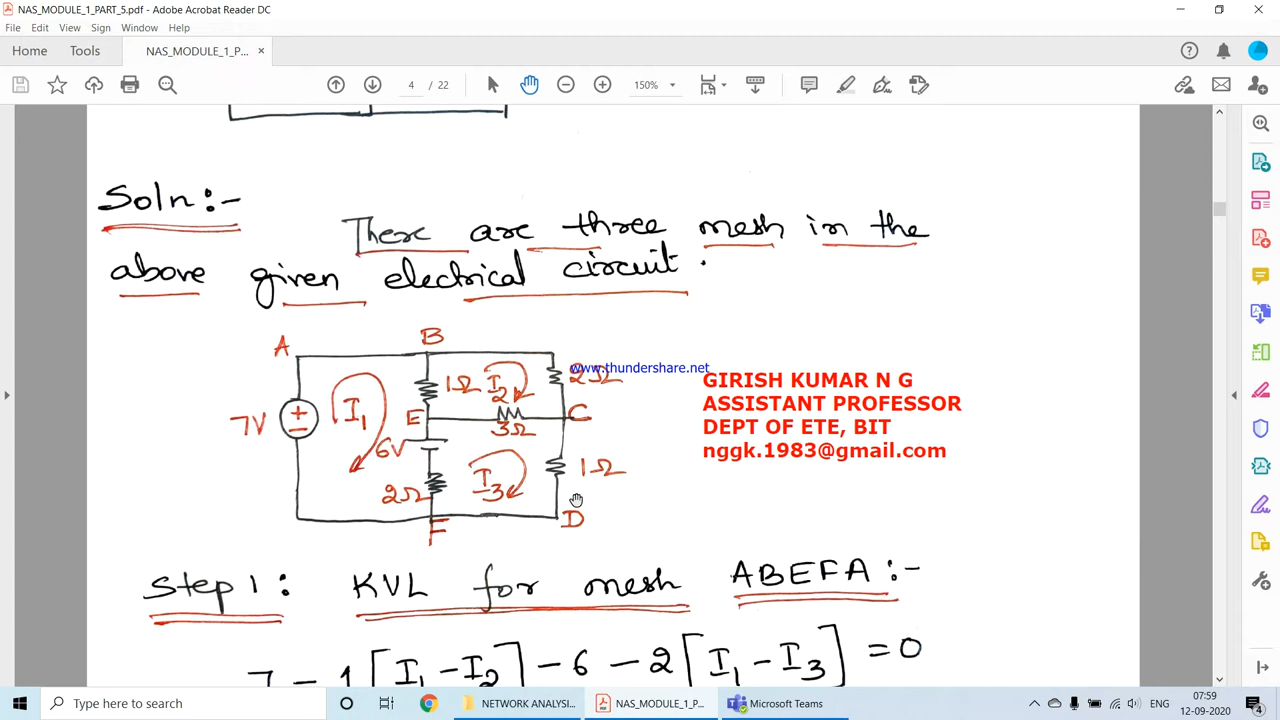 NAS_MODULE_1_PART_5.pdf - Adobe Acrobat Reader DC
File Edit View Sign Window Help
Home Tools NAS_MODULE_1_P... ×
4 / 22 150%
Soln:-
There are three mesh in the
above given electrical circuit.
A B
www.thundershare.net
7V I1 1Ω I2 2Ω
E 3Ω C
6V
2Ω I3 1Ω
F D
GIRISH KUMAR N G
ASSISTANT PROFESSOR
DEPT OF ETE, BIT
nggk.1983@gmail.com
Step 1: KVL for mesh ABEFA:-
7 - 1[I1 - I2] - 6 - 2[I1 - I3] = 0
Type here to search
NETWORK ANALYSI...
NAS_MODULE_1_P...
Microsoft Teams
07:59
12-09-2020
4